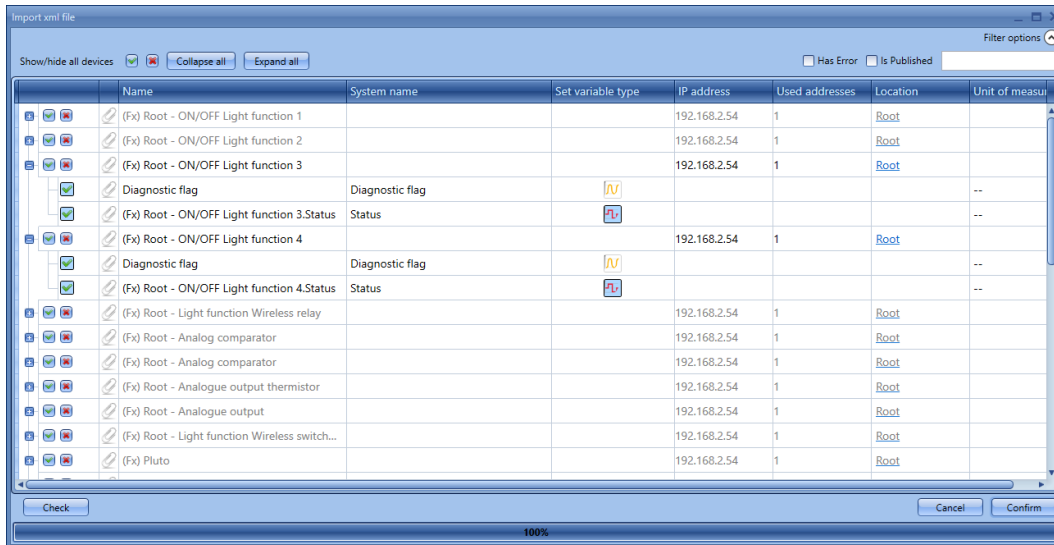 Import xml file
Filter options
Show/hide all devices Collapse all Expand all Has Error Is Published
Name System name Set variable type IP address Used addresses Location Unit of measur
(Fx) Root - ON/OFF Light function 1 192.168.2.54 1 Root
(Fx) Root - ON/OFF Light function 2 192.168.2.54 1 Root
(Fx) Root - ON/OFF Light function 3 192.168.2.54 1 Root
Diagnostic flag Diagnostic flag --
(Fx) Root - ON/OFF Light function 3.Status Status --
(Fx) Root - ON/OFF Light function 4 192.168.2.54 1 Root
Diagnostic flag Diagnostic flag --
(Fx) Root - ON/OFF Light function 4.Status Status --
(Fx) Root - Light function Wireless relay 192.168.2.54 1 Root
(Fx) Root - Analog comparator 192.168.2.54 1 Root
(Fx) Root - Analog comparator 192.168.2.54 1 Root
(Fx) Root - Analogue output thermistor 192.168.2.54 1 Root
(Fx) Root - Analogue output 192.168.2.54 1 Root
(Fx) Root - Light function Wireless switch... 192.168.2.54 1 Root
(Fx) Pluto 192.168.2.54 1 Root
Check Cancel Confirm
100%